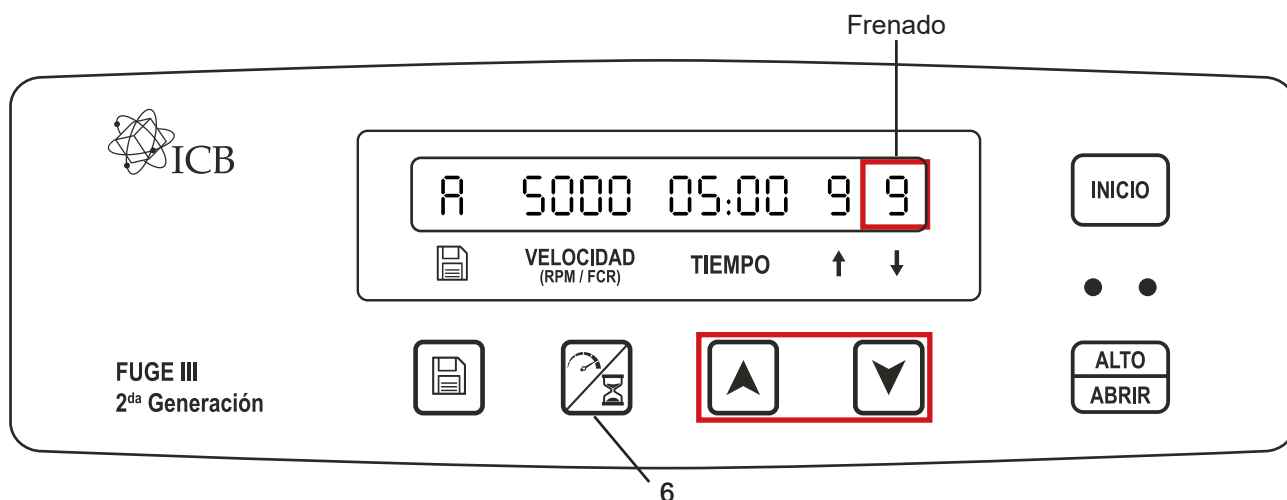 Frenado
ICB
A 5000 05:00 9 9
VELOCIDAD
(RPM / FCR)
TIEMPO ↑ ↓
INICIO
FUGE III
2da Generación
ALTO
ABRIR
6